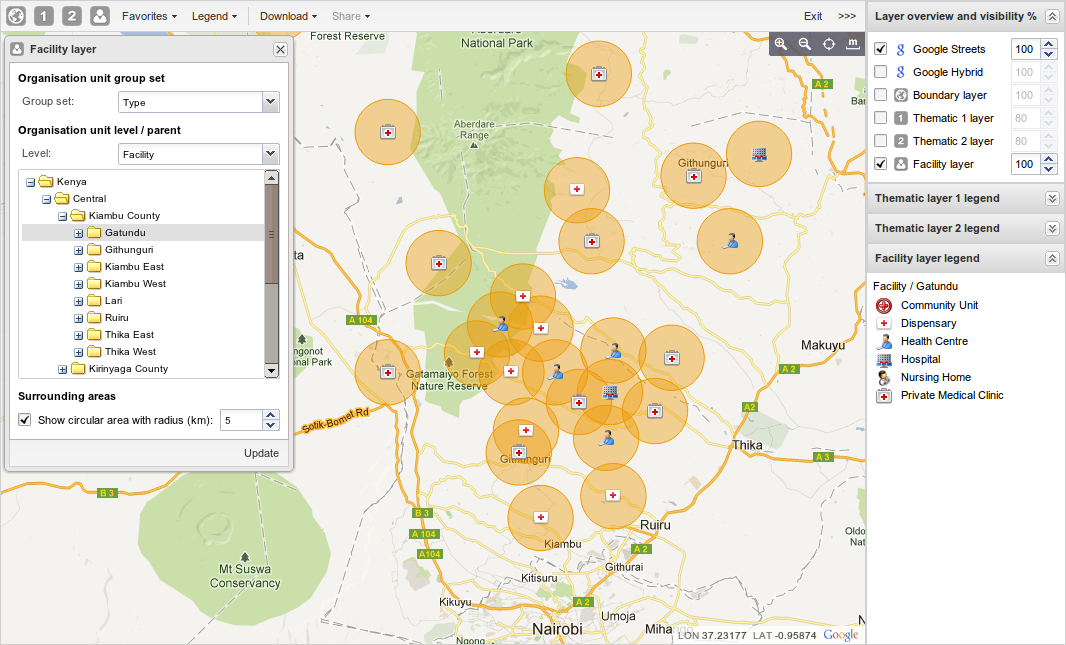 1
2
Favorites
Legend
Download
Share
Exit
>>>
Facility layer
Organisation unit group set
Group set:
Type
Organisation unit level / parent
Level:
Facility
Kenya
Central
Kiambu County
Gatundu
Githunguri
Kiambu East
Kiambu West
Lari
Ruiru
Thika East
Thika West
Kirinyaga County
Surrounding areas
Show circular area with radius (km):
5
Update
Forest Reserve
Aberdare
National Park
m
A 2
Aberdare
Range
Githunguri
A 104
Makuyu
Gatamaiyo Forest
Nature Reserve
A 2
A2
Sotik-Bomet Rd
Thika
A 3
Githunguri
B 3
B 3
A 104
A104
Ruiru
Kiambu
A 2
Githurai
Mt Suswa
Conservancy
Kitisuru
Kikuyu
A 2
Umoja
Nairobi
LON 37.23177 LAT -0.95874
Google
Layer overview and visibility %
Google Streets
100
Google Hybrid
100
Boundary layer
100
1
Thematic 1 layer
80
2
Thematic 2 layer
80
Facility layer
100
Thematic layer 1 legend
Thematic layer 2 legend
Facility layer legend
Facility / Gatundu
Community Unit
Dispensary
Health Centre
Hospital
Nursing Home
Private Medical Clinic